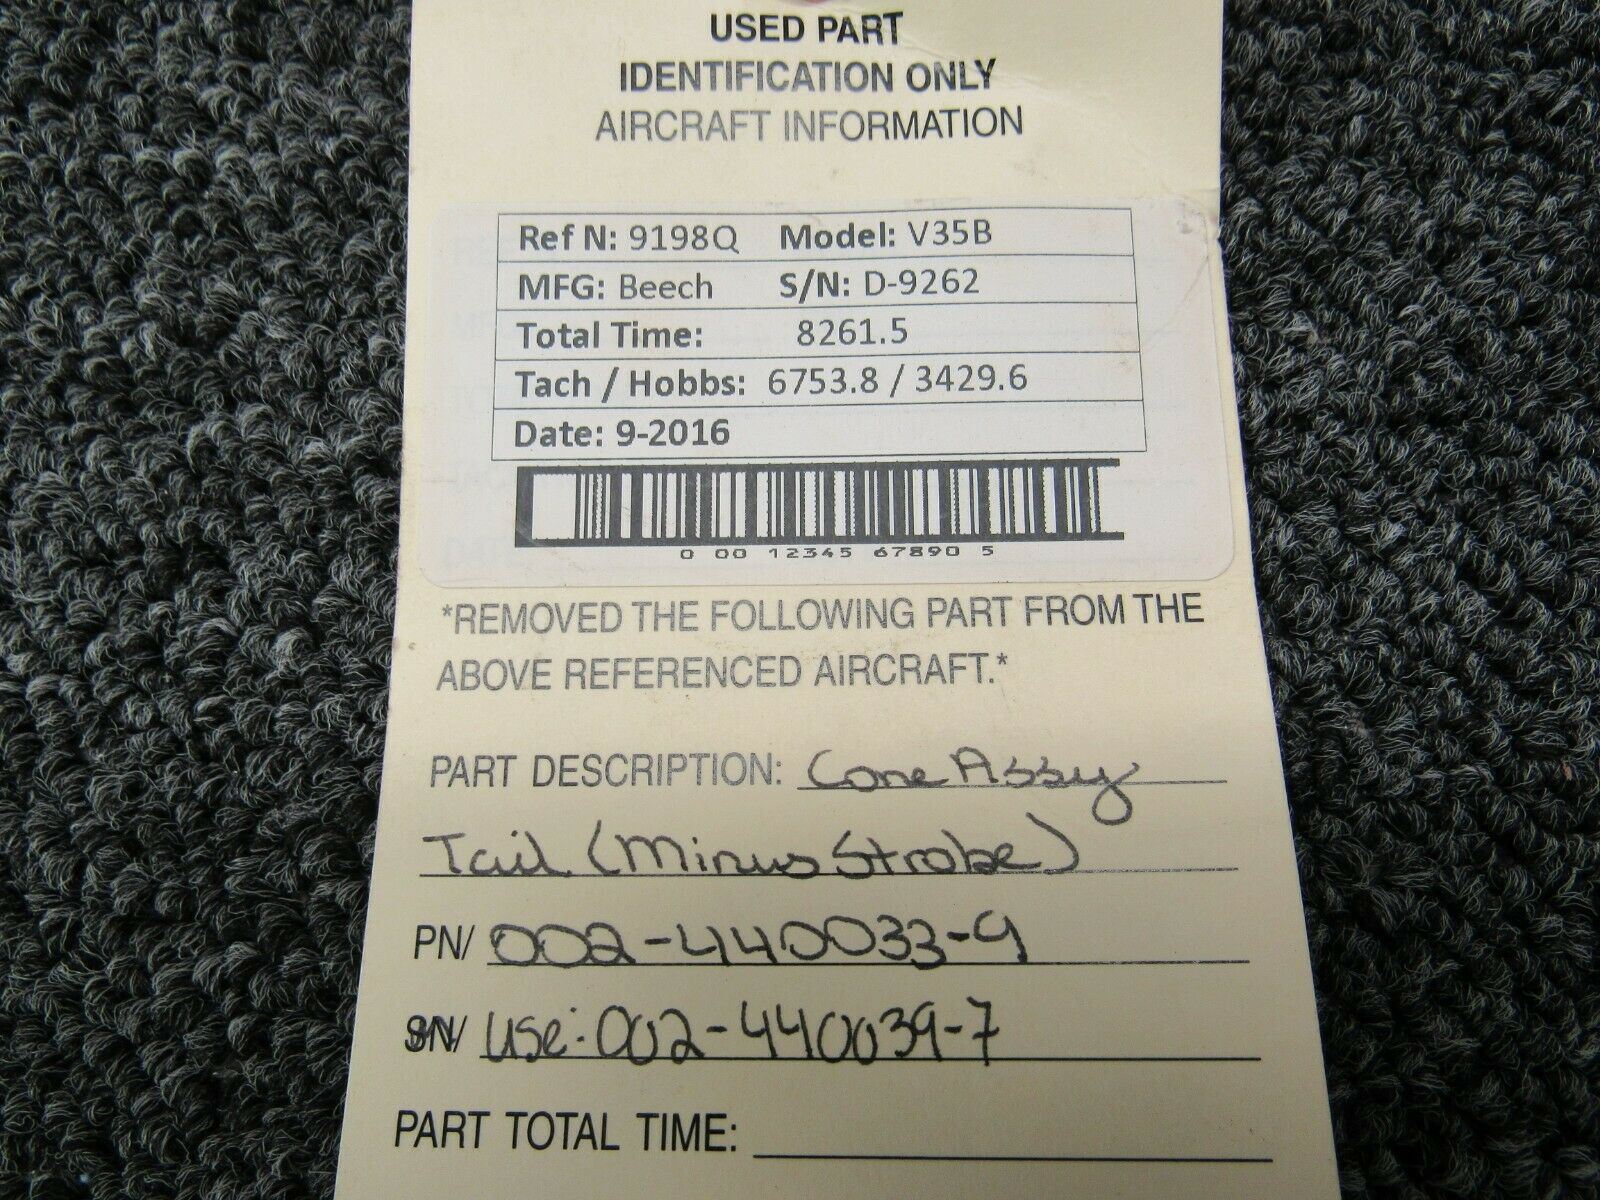 USED PART
IDENTIFICATION ONLY
AIRCRAFT INFORMATION
Ref N: 9198Q Model: V35B
MFG: Beech S/N: D-9262
Total Time: 8261.5
Tach / Hobbs: 6753.8 / 3429.6
Date: 9-2016
0 00 12345 67890 5
*REMOVED THE FOLLOWING PART FROM THE
ABOVE REFERENCED AIRCRAFT.*
PART DESCRIPTION: Cone Assy
Tail (Minus Strobe)
PN/ 002-440033-9
SN/ Use: 002-440039-7
PART TOTAL TIME: